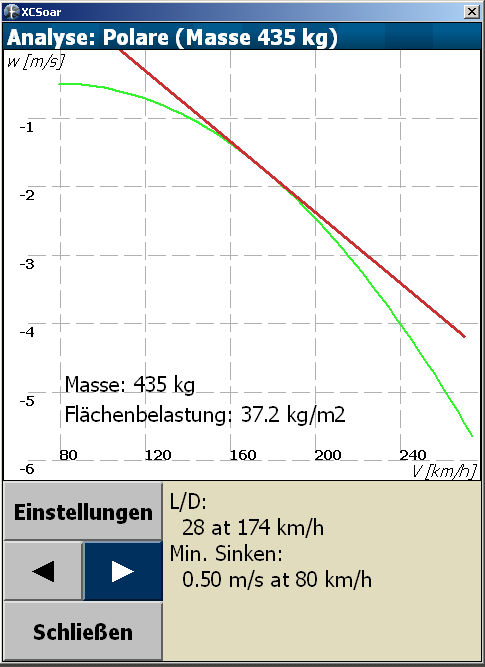 XCSoar
Analyse: Polare (Masse 435 kg)
w [m/s]
-1
-2
-3
-4
-5
Masse: 435 kg
Flächenbelastung: 37.2 kg/m2
-6
80 120 160 200 240
V [km/h]
Einstellungen
L/D:
28 at 174 km/h
Min. Sinken:
0.50 m/s at 80 km/h
Schließen